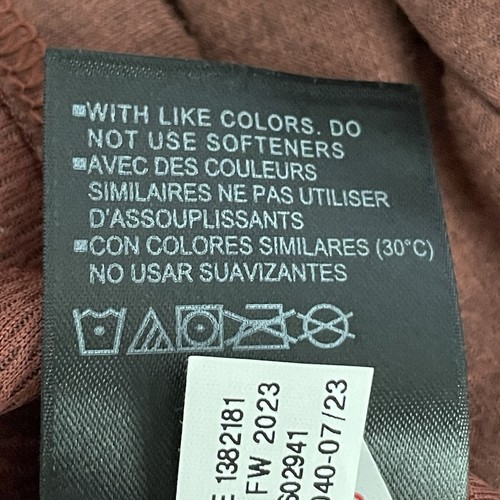 WITH LIKE COLORS. DO
NOT USE SOFTENERS
AVEC DES COULEURS
SIMILAIRES NE PAS UTILISER
D'ASSOUPLISSANTS
CON COLORES SIMILARES (30°C)
NO USAR SUAVIZANTES
E 1382181
FW 2023
602941
040-07/23